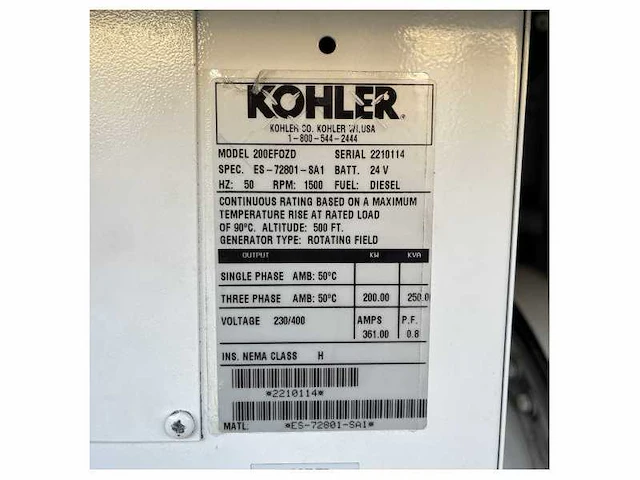 KOHLER®
KOHLER CO. KOHLER WI,USA
1-800-544-2444
MODEL 200EFOZD SERIAL 2210114
SPEC. ES-72801-SA1 BATT. 24 V
HZ: 50 RPM: 1500 FUEL: DIESEL
CONTINUOUS RATING BASED ON A MAXIMUM
TEMPERATURE RISE AT RATED LOAD
OF 90°C. ALTITUDE: 500 FT.
GENERATOR TYPE: ROTATING FIELD
OUTPUT KW KVA
SINGLE PHASE AMB: 50°C
THREE PHASE AMB: 50°C 200.00 250.0
VOLTAGE 230/400 AMPS P.F.
361.00 0.8
INS. NEMA CLASS H
*2210114*
MATL: *ES-72801-SA1*